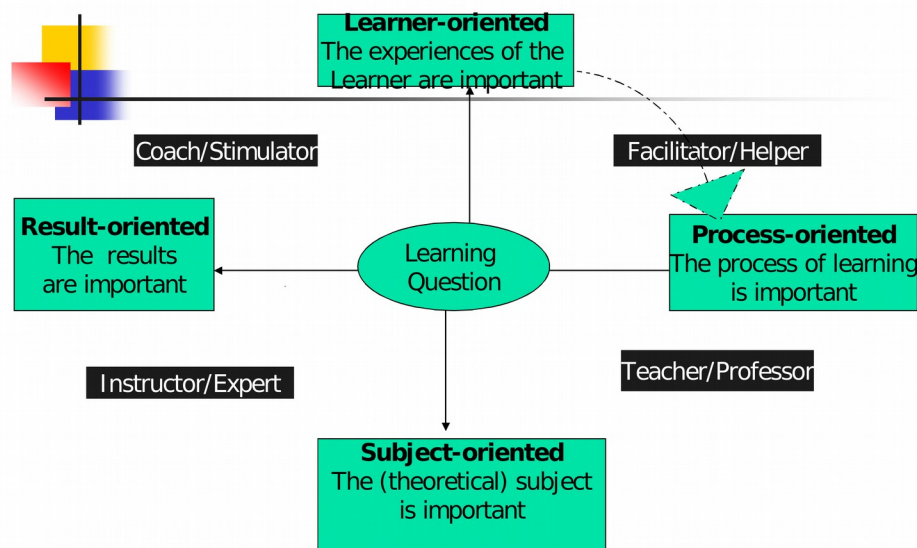 Learner-oriented
The experiences of the
Learner are important
Coach/Stimulator
Facilitator/Helper
Result-oriented
The results
are important
Learning
Question
Process-oriented
The process of learning
is important
Instructor/Expert
Teacher/Professor
Subject-oriented
The (theoretical) subject
is important